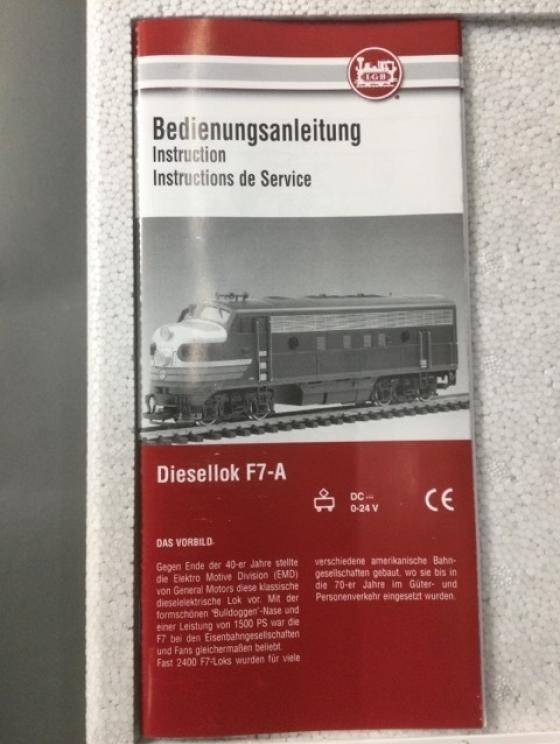 LGB
Bedienungsanleitung
Instruction
Instructions de Service
Diesellok F7-A
DC
0-24 V
CE
DAS VORBILD
Gegen Ende der 40-er Jahre stellte
die Elektro Motive Division (EMD)
von General Motors diese klassische
dieselelektrische Lok vor. Mit der
formschönen "Bulldoggen"-Nase und
einer Leistung von 1500 PS war die
F7 bei den Eisenbahngesellschaften
und Fans gleichermaßen beliebt.
Fast 2400 F7-Loks wurden für viele
verschiedene amerikanische Bahn-
gesellschaften gebaut, wo sie bis in
die 70-er Jahre im Güter- und
Personenverkehr eingesetzt wurden.